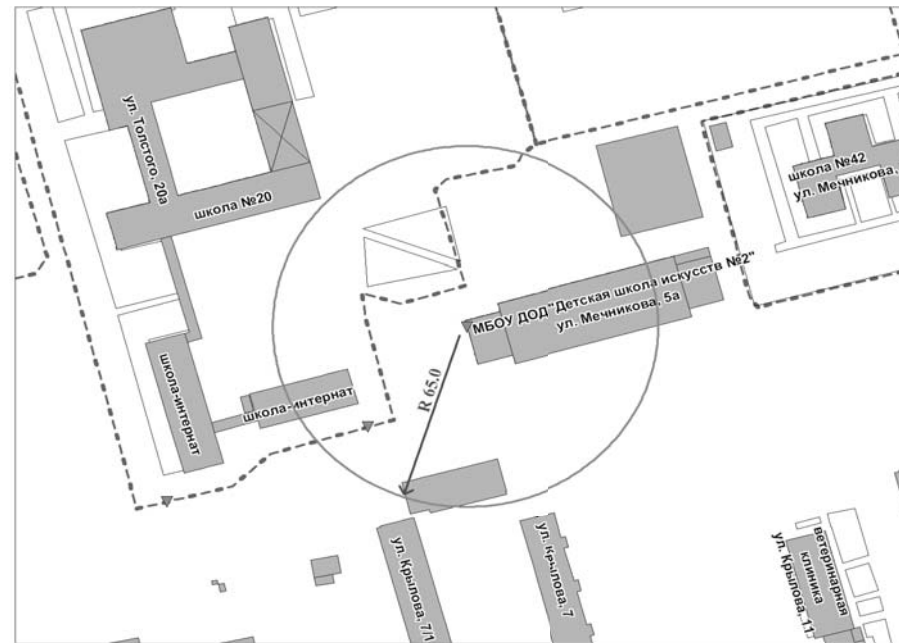 ул. Толстого, 20а
школа №20
школа №42
ул. Мечникова,
МБОУ ДОД "Детская школа искусств №2"
ул. Мечникова, 5а
школа-интернат
школа-интернат
R 65.0
ул. Крылова, 7/1
ул. Крылова, 7
ветеринарная
клиника
ул. Крылова, 11